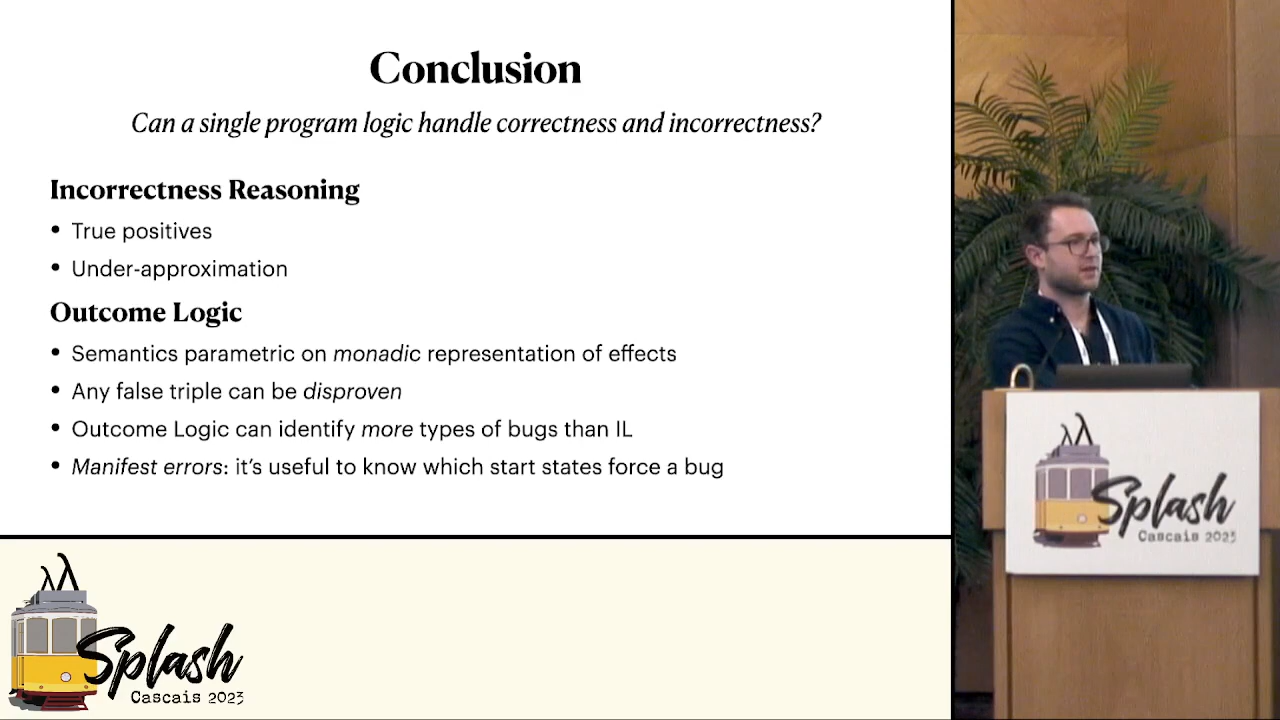 Conclusion
Can a single program logic handle correctness and incorrectness?
Incorrectness Reasoning
• True positives
• Under-approximation
Outcome Logic
• Semantics parametric on monadic representation of effects
• Any false triple can be disproven
• Outcome Logic can identify more types of bugs than IL
• Manifest errors: it's useful to know which start states force a bug
Splash
Cascais 2023
Splash
Cascais 2023